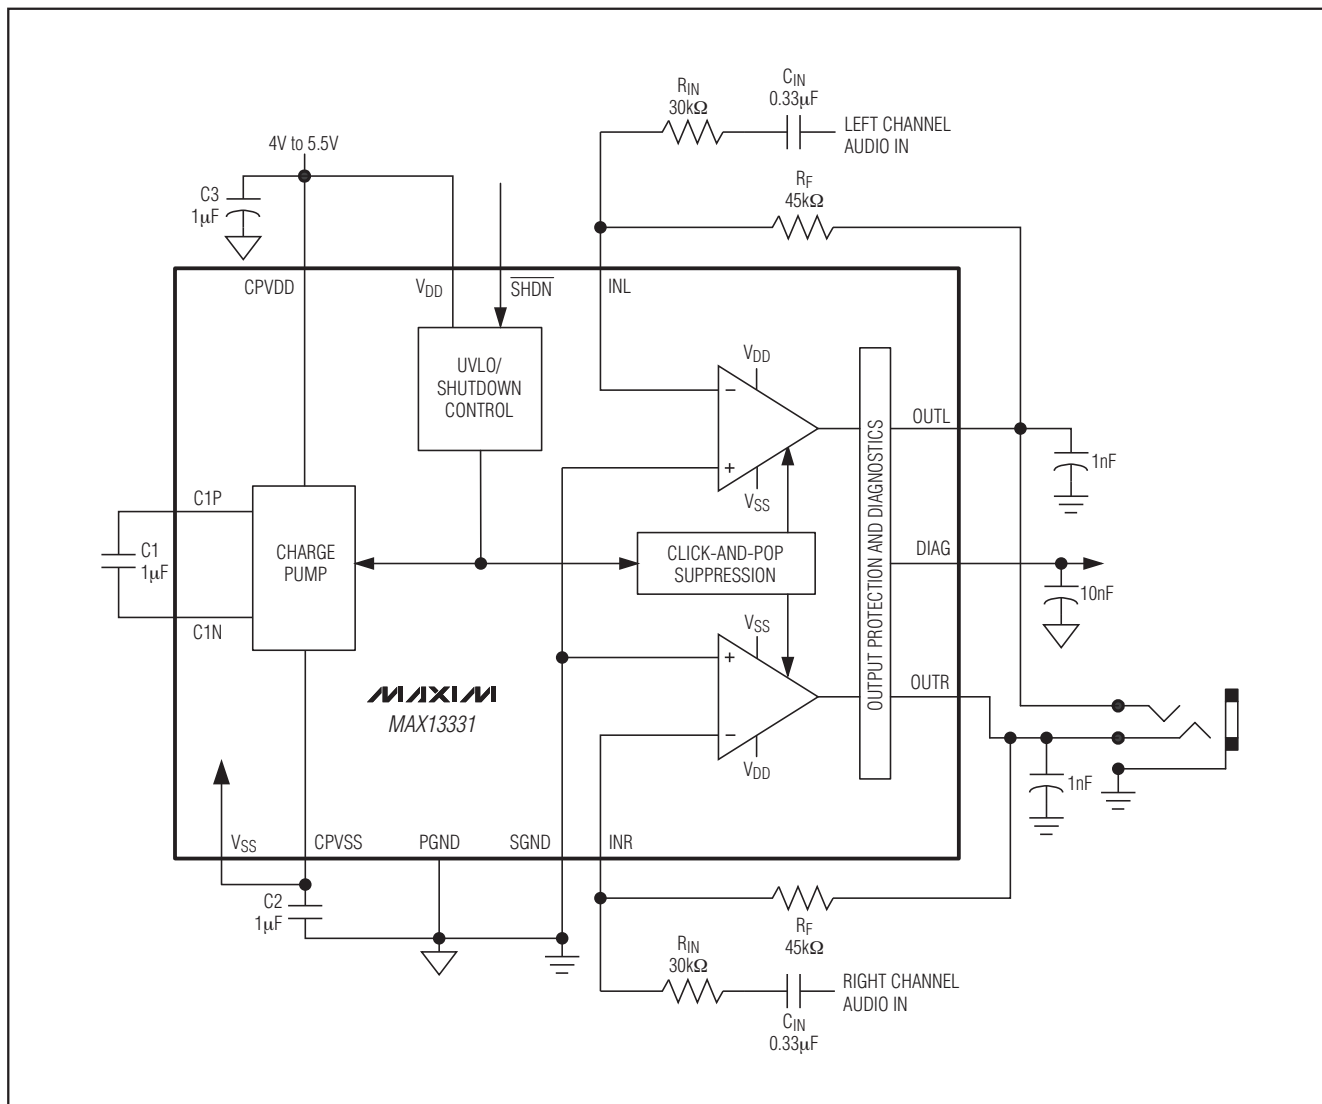 R_IN
30kΩ
C_IN
0.33µF
LEFT CHANNEL
AUDIO IN
4V to 5.5V
C3
1µF
R_F
45kΩ
CPVDD
V_DD
SHDN
INL
UVLO/
SHUTDOWN
CONTROL
V_DD
−
+
V_SS
OUTL
1nF
C1P
C1
1µF
C1N
CHARGE
PUMP
CLICK-AND-POP
SUPPRESSION
OUTPUT PROTECTION AND DIAGNOSTICS
DIAG
10nF
V_SS
+
−
V_DD
OUTR
1nF
MAXIM
MAX13331
V_SS
CPVSS
PGND
SGND
INR
C2
1µF
R_F
45kΩ
R_IN
30kΩ
C_IN
0.33µF
RIGHT CHANNEL
AUDIO IN